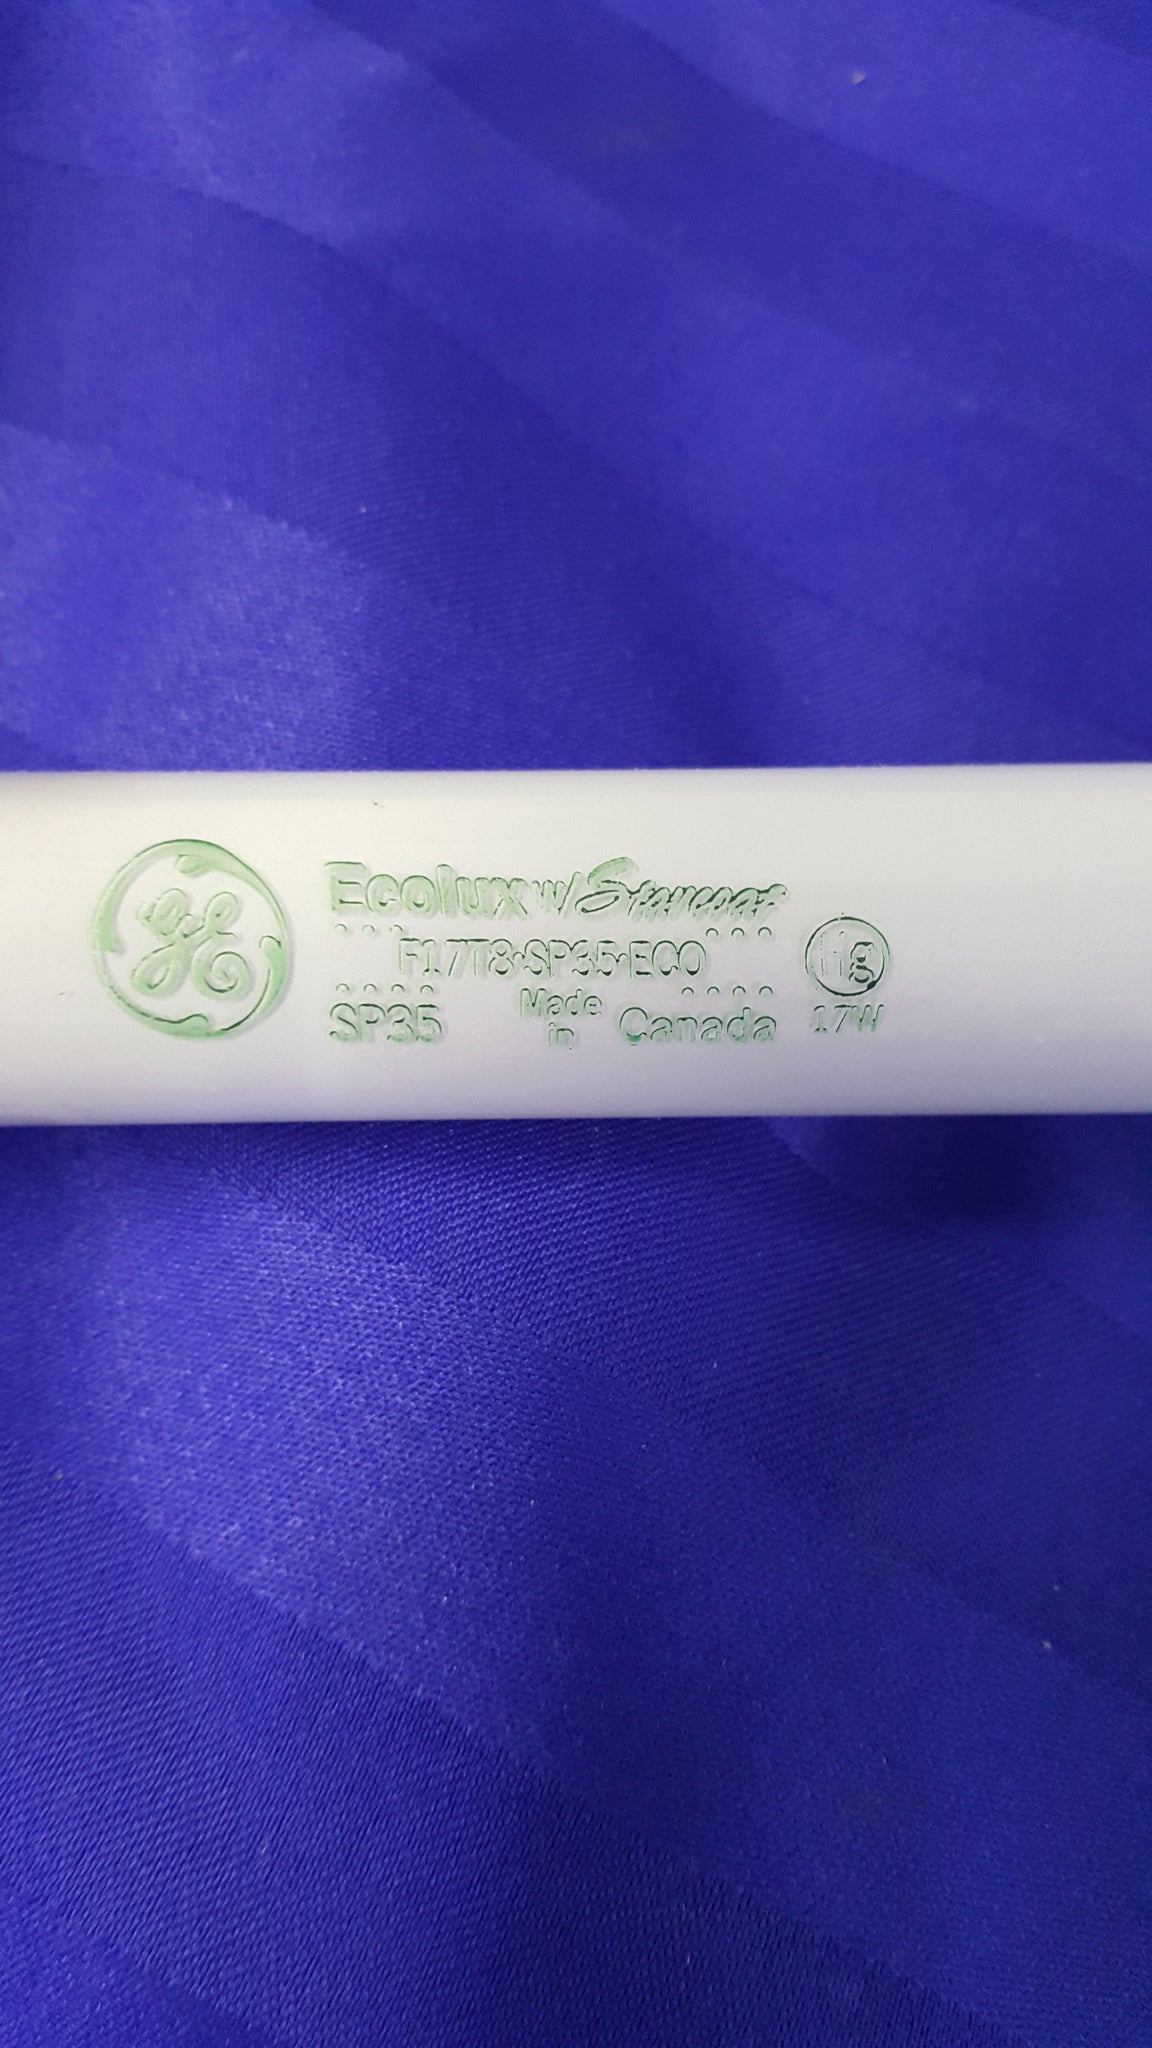 GE
Ecolux w/ Starcoat
F17T8·SP35·ECO
Hg
SP35 Made in Canada 17W